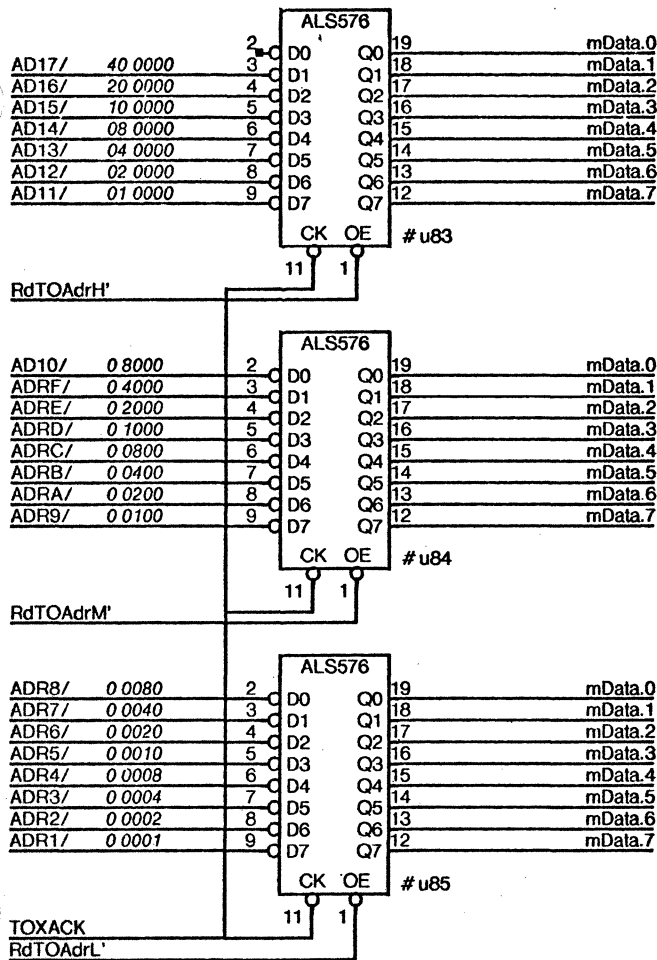 ALS576
2 D0 Q0 19 mData.0
AD17/ 40 0000 3 D1 Q1 18 mData.1
AD16/ 20 0000 4 D2 Q2 17 mData.2
AD15/ 10 0000 5 D3 Q3 16 mData.3
AD14/ 08 0000 6 D4 Q4 15 mData.4
AD13/ 04 0000 7 D5 Q5 14 mData.5
AD12/ 02 0000 8 D6 Q6 13 mData.6
AD11/ 01 0000 9 D7 Q7 12 mData.7
CK OE # u83
11 1
RdTOAdrH'
ALS576
AD10/ 0 8000 2 D0 Q0 19 mData.0
ADRF/ 0 4000 3 D1 Q1 18 mData.1
ADRE/ 0 2000 4 D2 Q2 17 mData.2
ADRD/ 0 1000 5 D3 Q3 16 mData.3
ADRC/ 0 0800 6 D4 Q4 15 mData.4
ADRB/ 0 0400 7 D5 Q5 14 mData.5
ADRA/ 0 0200 8 D6 Q6 13 mData.6
ADR9/ 0 0100 9 D7 Q7 12 mData.7
CK OE # u84
11 1
RdTOAdrM'
ALS576
ADR8/ 0 0080 2 D0 Q0 19 mData.0
ADR7/ 0 0040 3 D1 Q1 18 mData.1
ADR6/ 0 0020 4 D2 Q2 17 mData.2
ADR5/ 0 0010 5 D3 Q3 16 mData.3
ADR4/ 0 0008 6 D4 Q4 15 mData.4
ADR3/ 0 0004 7 D5 Q5 14 mData.5
ADR2/ 0 0002 8 D6 Q6 13 mData.6
ADR1/ 0 0001 9 D7 Q7 12 mData.7
CK OE # u85
11 1
TOXACK
RdTOAdrL'